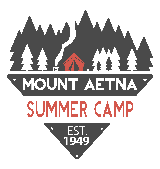 MOUNT AETNA
SUMMER CAMP
EST.
1949